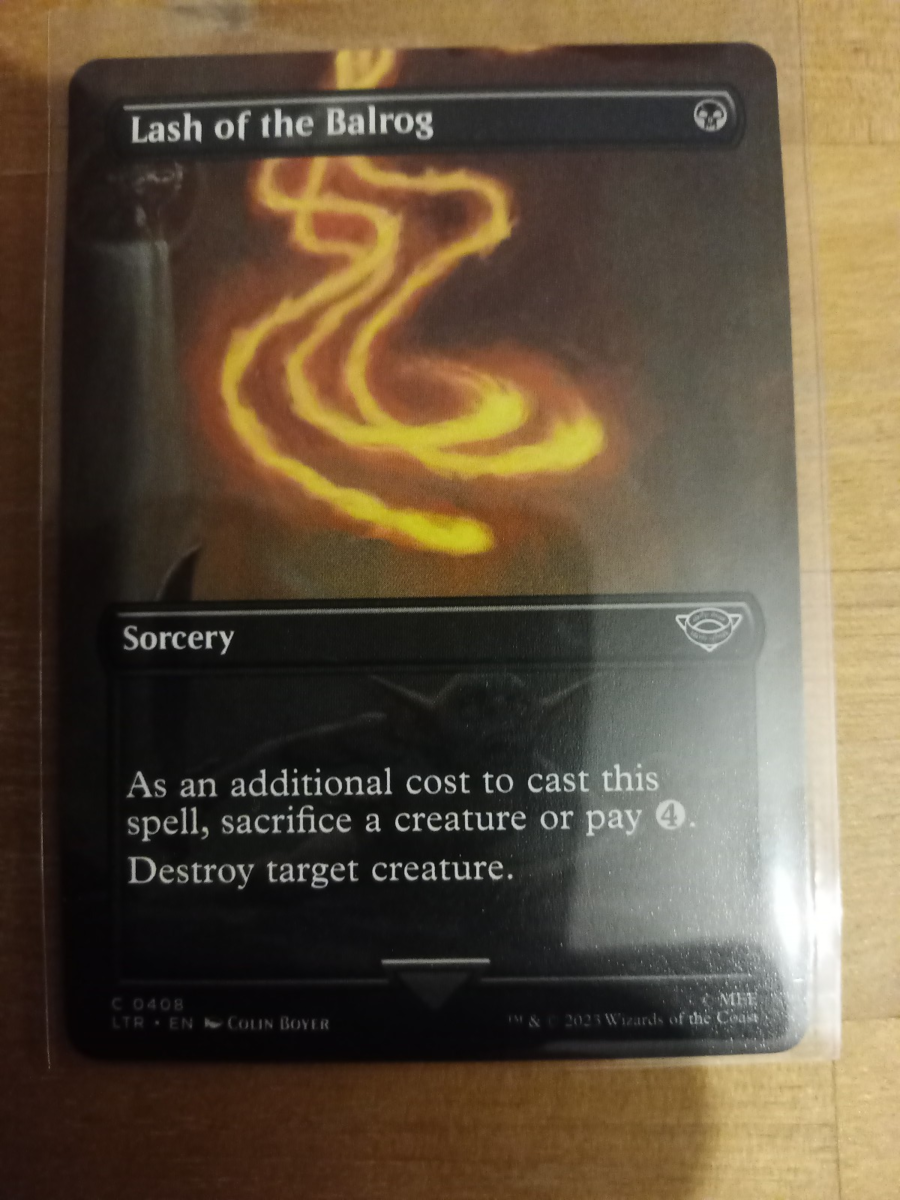 Lash of the Balrog
Sorcery
As an additional cost to cast this
spell, sacrifice a creature or pay 4.
Destroy target creature.
C 0408
LTR • EN COLIN BOYER
© MEE
™ & © 2023 Wizards of the Coast